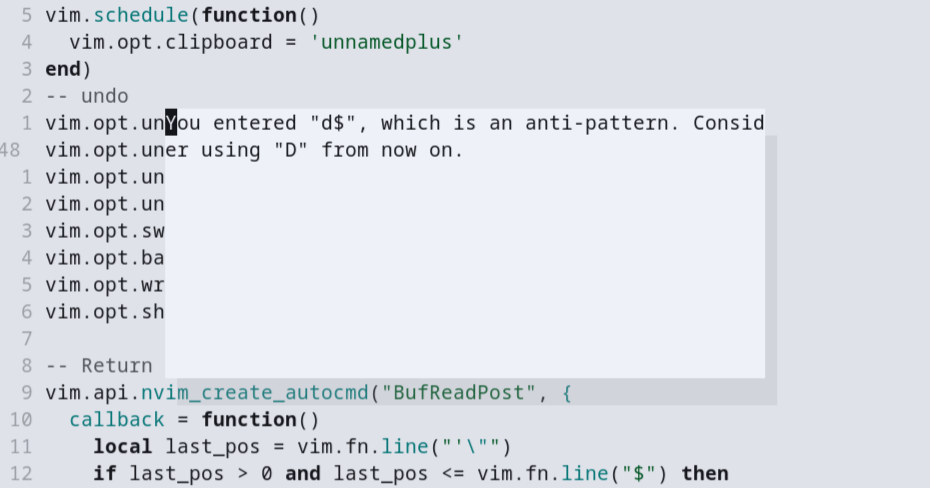 5 vim.schedule(function()
4 vim.opt.clipboard = 'unnamedplus'
3 end)
2 -- undo
1 vim.opt.unYou entered "d$", which is an anti-pattern. Consid
48 vim.opt.uner using "D" from now on.
1 vim.opt.un
2 vim.opt.un
3 vim.opt.sw
4 vim.opt.ba
5 vim.opt.wr
6 vim.opt.sh
7
8 -- Return
9 vim.api.nvim_create_autocmd("BufReadPost", {
10 callback = function()
11 local last_pos = vim.fn.line("'\"")
12 if last_pos > 0 and last_pos <= vim.fn.line("$") then